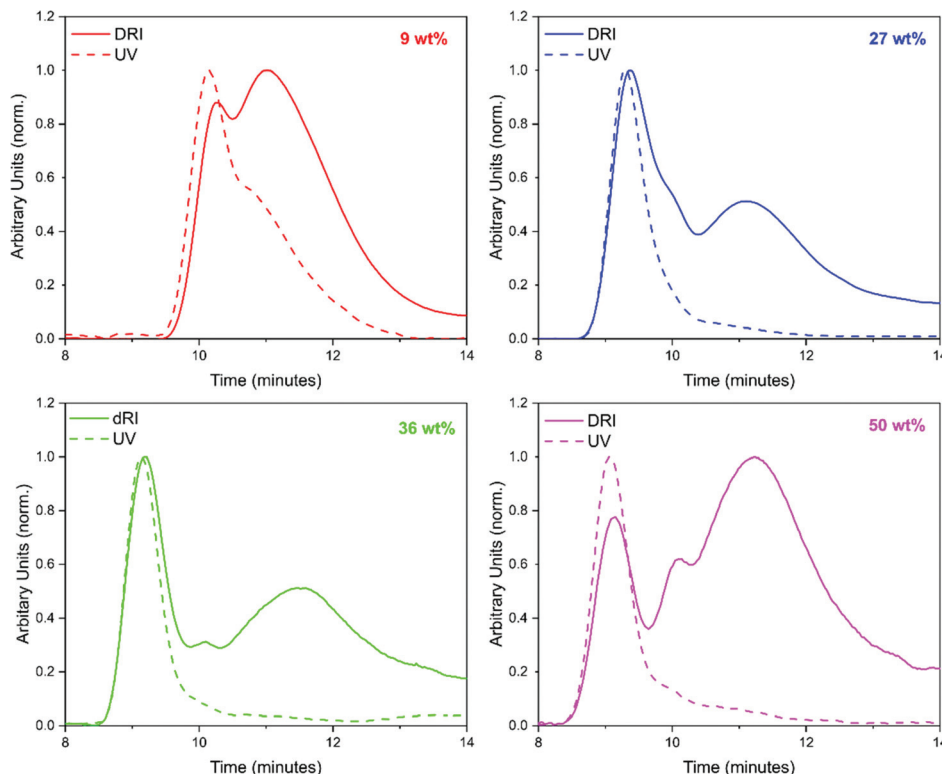 DRI
UV
9 wt%
Arbitrary Units (norm.)
1.2
1.0
0.8
0.6
0.4
0.2
0.0
8 10 12 14
Time (minutes)
DRI
UV
27 wt%
Arbitrary Units (norm.)
1.2
1.0
0.8
0.6
0.4
0.2
0.0
8 10 12 14
Time (minutes)
dRI
UV
36 wt%
Arbitary Units (norm.)
1.2
1.0
0.8
0.6
0.4
0.2
0.0
8 10 12 14
Time (minutes)
DRI
UV
50 wt%
Arbitrary Units (norm.)
1.2
1.0
0.8
0.6
0.4
0.2
0.0
8 10 12 14
Time (minutes)